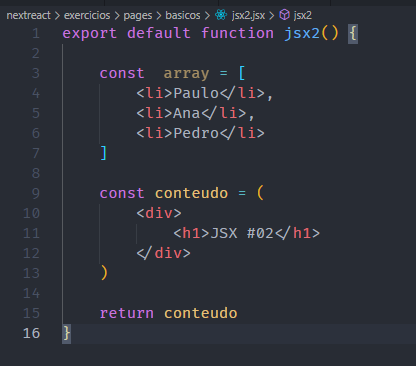 nextreact > exercicios > pages > basicos > jsx2.jsx > jsx2
1 export default function jsx2() {
2
3     const  array = [
4         <li>Paulo</li>,
5         <li>Ana</li>,
6         <li>Pedro</li>
7     ]
8
9     const conteudo = (
10         <div>
11             <h1>JSX #02</h1>
12         </div>
13     )
14
15     return conteudo
16 }